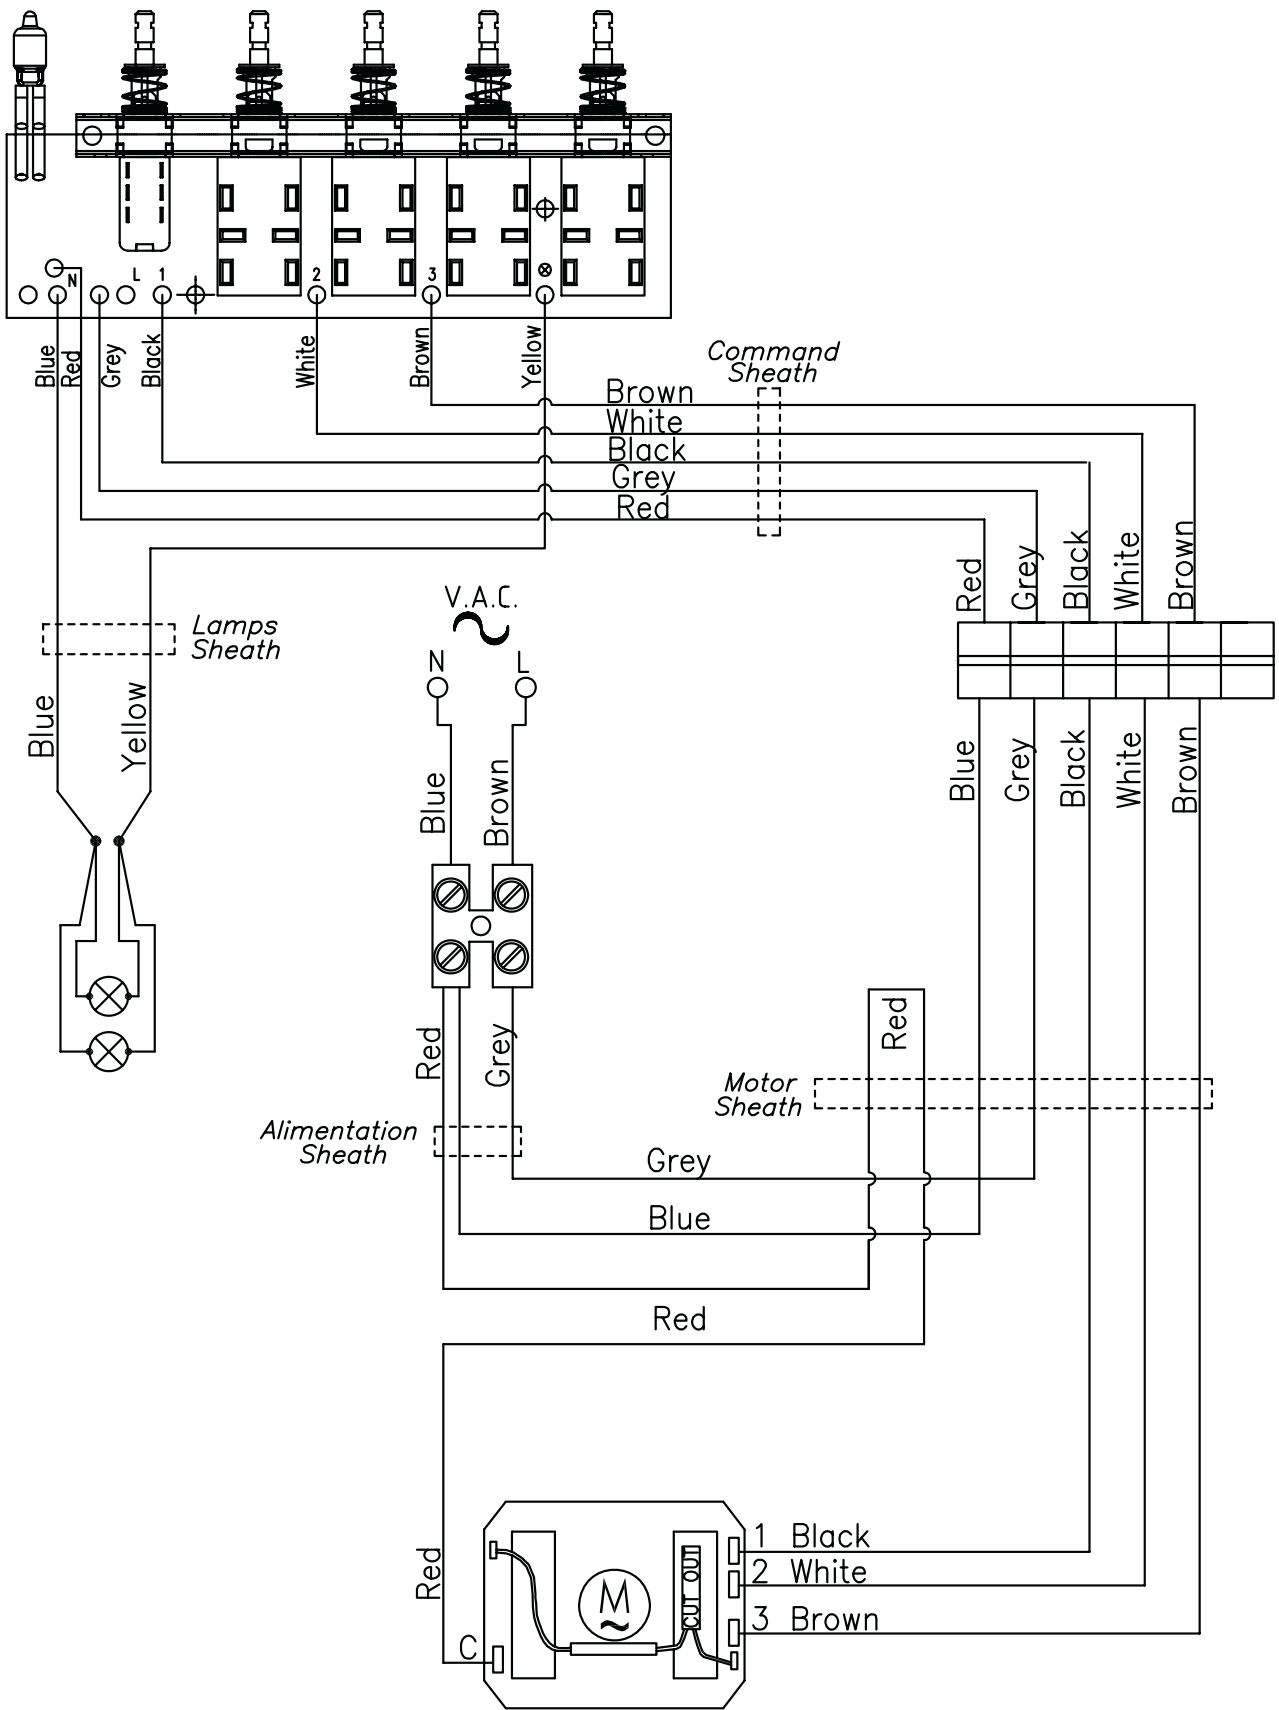 N
L
1
2
3
Blue
Red
Grey
Black
White
Brown
Yellow
Command
Sheath
Brown
White
Black
Grey
Red
Red
Grey
Black
White
Brown
Lamps
Sheath
V.A.C.
N
L
Blue
Yellow
Blue
Brown
Blue
Grey
Black
White
Brown
Red
Grey
Red
Motor
Sheath
Alimentation
Sheath
Grey
Blue
Red
Red
C
M
CUT OUT
1 Black
2 White
3 Brown